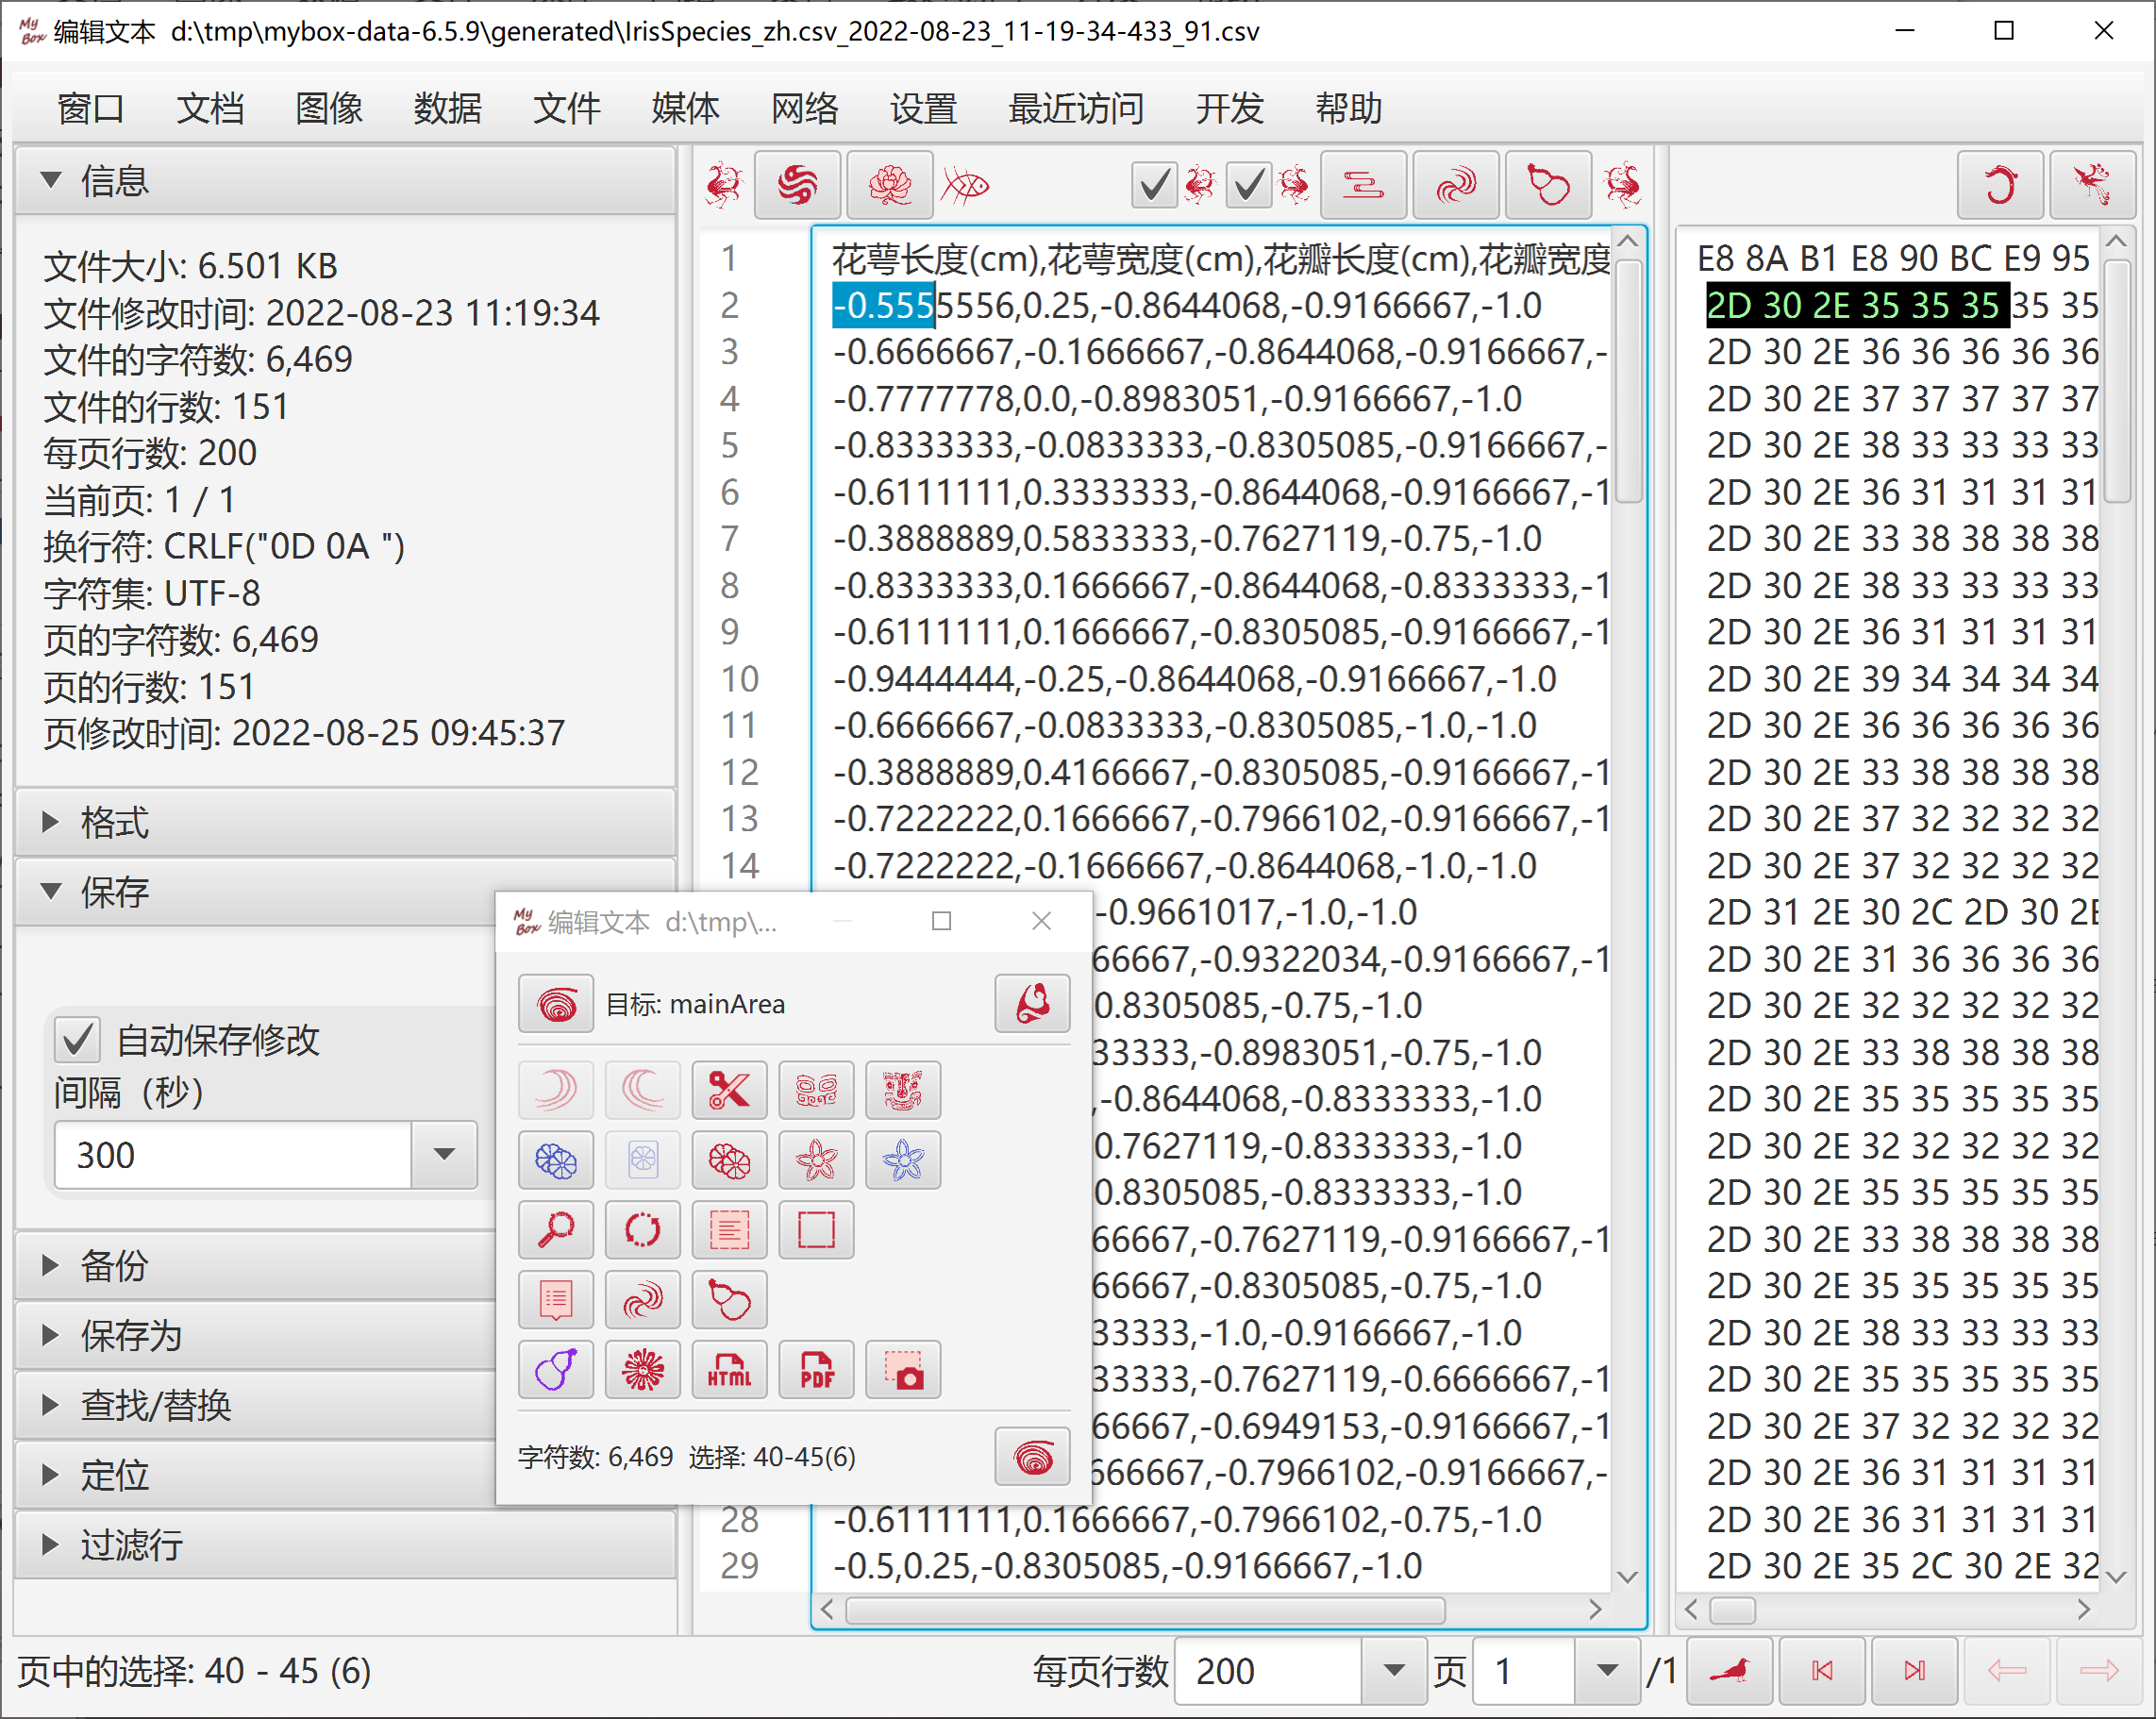 My Box 编辑文本 d:\tmp\mybox-data-6.5.9\generated\IrisSpecies_zh.csv_2022-08-23_11-19-34-433_91.csv
窗口 文档 图像 数据 文件 媒体 网络 设置 最近访问 开发 帮助
信息
文件大小: 6.501 KB
文件修改时间: 2022-08-23 11:19:34
文件的字符数: 6,469
文件的行数: 151
每页行数: 200
当前页: 1 / 1
换行符: CRLF("0D 0A ")
字符集: UTF-8
页的字符数: 6,469
页的行数: 151
页修改时间: 2022-08-25 09:45:37
格式
保存
自动保存修改
间隔（秒）
300
备份
保存为
查找/替换
定位
过滤行
1 花萼长度(cm),花萼宽度(cm),花瓣长度(cm),花瓣宽度
2 -0.5555556,0.25,-0.8644068,-0.9166667,-1.0
3 -0.6666667,-0.1666667,-0.8644068,-0.9166667,-
4 -0.7777778,0.0,-0.8983051,-0.9166667,-1.0
5 -0.8333333,-0.0833333,-0.8305085,-0.9166667,-
6 -0.6111111,0.3333333,-0.8644068,-0.9166667,-1
7 -0.3888889,0.5833333,-0.7627119,-0.75,-1.0
8 -0.8333333,0.1666667,-0.8644068,-0.8333333,-1
9 -0.6111111,0.1666667,-0.8305085,-0.9166667,-1
10 -0.9444444,-0.25,-0.8644068,-0.9166667,-1.0
11 -0.6666667,-0.0833333,-0.8305085,-1.0,-1.0
12 -0.3888889,0.4166667,-0.8305085,-0.9166667,-1
13 -0.7222222,0.1666667,-0.7966102,-0.9166667,-1
14 -0.7222222,-0.1666667,-0.8644068,-1.0,-1.0
-0.9661017,-1.0,-1.0
66667,-0.9322034,-0.9166667,-1
0.8305085,-0.75,-1.0
33333,-0.8983051,-0.75,-1.0
,-0.8644068,-0.8333333,-1.0
0.7627119,-0.8333333,-1.0
0.8305085,-0.8333333,-1.0
66667,-0.7627119,-0.9166667,-1
66667,-0.8305085,-0.75,-1.0
33333,-1.0,-0.9166667,-1.0
33333,-0.7627119,-0.6666667,-1
66667,-0.6949153,-0.9166667,-1
666667,-0.7966102,-0.9166667,-
28 -0.6111111,0.1666667,-0.7966102,-0.75,-1.0
29 -0.5,0.25,-0.8305085,-0.9166667,-1.0
E8 8A B1 E8 90 BC E9 95
2D 30 2E 35 35 35 35 35
2D 30 2E 36 36 36 36 36
2D 30 2E 37 37 37 37 37
2D 30 2E 38 33 33 33 33
2D 30 2E 36 31 31 31 31
2D 30 2E 33 38 38 38 38
2D 30 2E 38 33 33 33 33
2D 30 2E 36 31 31 31 31
2D 30 2E 39 34 34 34 34
2D 30 2E 36 36 36 36 36
2D 30 2E 33 38 38 38 38
2D 30 2E 37 32 32 32 32
2D 30 2E 37 32 32 32 32
2D 31 2E 30 2C 2D 30 2E
2D 30 2E 31 36 36 36 36
2D 30 2E 32 32 32 32 32
2D 30 2E 33 38 38 38 38
2D 30 2E 35 35 35 35 35
2D 30 2E 32 32 32 32 32
2D 30 2E 35 35 35 35 35
2D 30 2E 33 38 38 38 38
2D 30 2E 35 35 35 35 35
2D 30 2E 38 33 33 33 33
2D 30 2E 35 35 35 35 35
2D 30 2E 37 32 32 32 32
2D 30 2E 36 31 31 31 31
2D 30 2E 36 31 31 31 31
2D 30 2E 35 2C 30 2E 32
My Box 编辑文本 d:\tmp\...
目标: mainArea
HTML PDF
字符数: 6,469 选择: 40-45(6)
页中的选择: 40 - 45 (6)
每页行数 200 页 1 /1